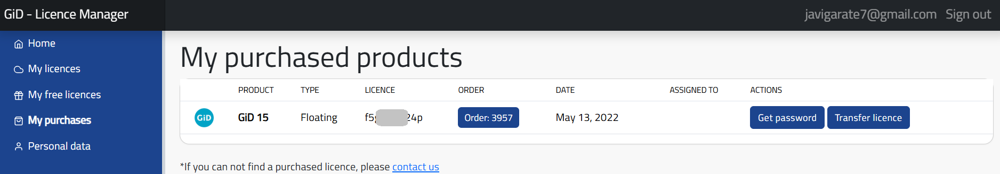 GiD - Licence Manager
javigarate7@gmail.com Sign out
Home
My licences
My free licences
My purchases
Personal data
My purchased products
PRODUCT TYPE LICENCE ORDER DATE ASSIGNED TO ACTIONS
GiD GiD 15 Floating Order: 3957 May 13, 2022 Get password Transfer licence
*If you can not find a purchased licence, please contact us